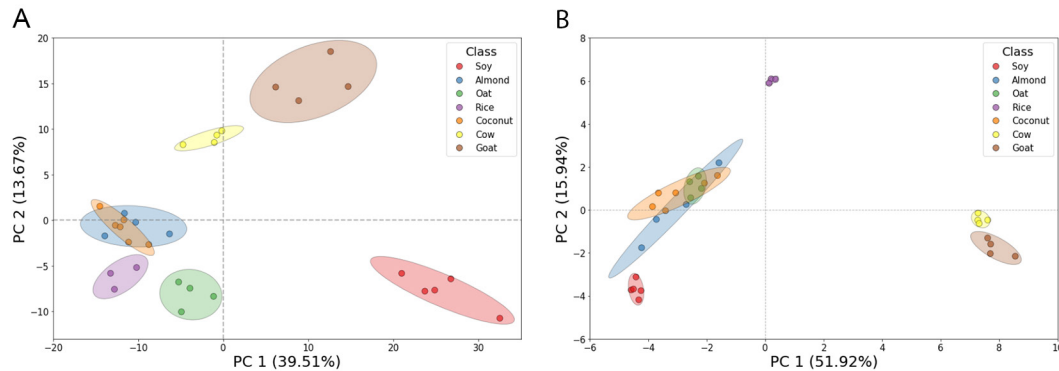 A
20
15
10
5
0
−5
−10
PC 2 (13.67%)
−20
−10
0
10
20
30
PC 1 (39.51%)
Class
Soy
Almond
Oat
Rice
Coconut
Cow
Goat
B
8
6
4
2
0
−2
−4
−6
PC 2 (15.94%)
−6
−4
−2
0
2
4
6
8
10
PC 1 (51.92%)
Class
Soy
Almond
Oat
Rice
Coconut
Cow
Goat